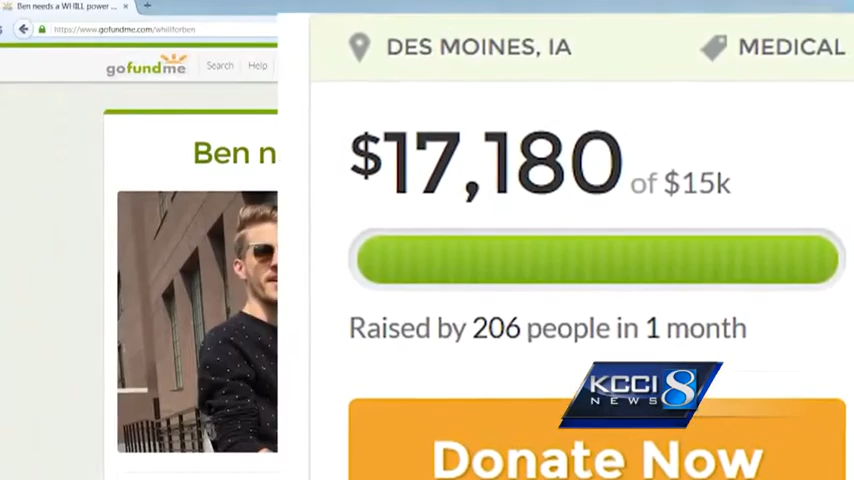 Ben needs a WHILL power ...
https://www.gofundme.com/whillforben
gofundme
Search
Help
Ben n
DES MOINES, IA
MEDICAL
$17,180 of $15k
Raised by 206 people in 1 month
KCCI 8
NEWS
Donate Now